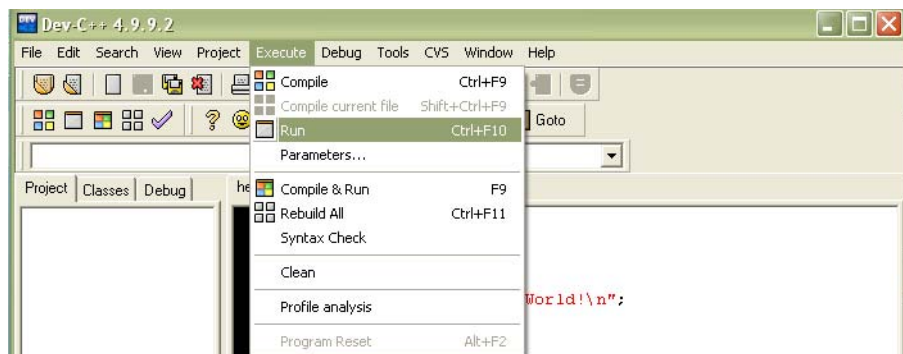 Dev-C++ 4.9.9.2
File Edit Search View Project Execute Debug Tools CVS Window Help
Compile Ctrl+F9
Compile current file Shift+Ctrl+F9
Run Ctrl+F10
Goto
Parameters...
Project Classes Debug he
Compile & Run F9
Rebuild All Ctrl+F11
Syntax Check
Clean
World!\n";
Profile analysis
Program Reset Alt+F2